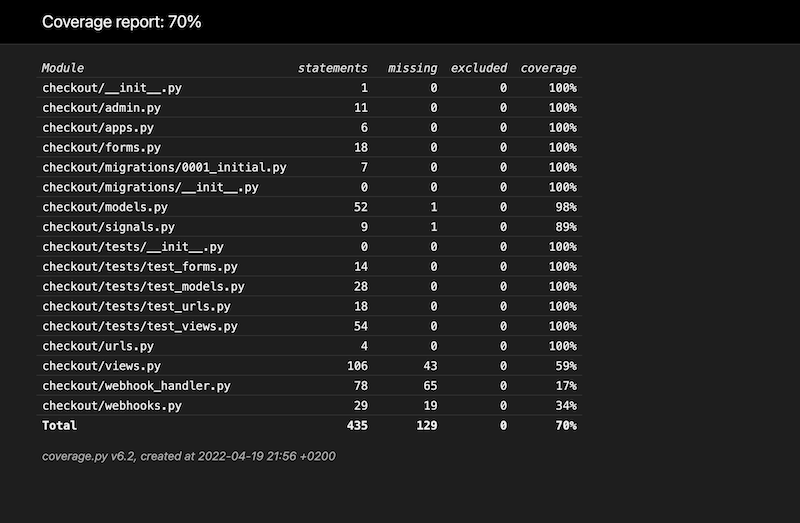 Coverage report: 70%
Module statements missing excluded coverage
checkout/__init__.py 1 0 0 100%
checkout/admin.py 11 0 0 100%
checkout/apps.py 6 0 0 100%
checkout/forms.py 18 0 0 100%
checkout/migrations/0001_initial.py 7 0 0 100%
checkout/migrations/__init__.py 0 0 0 100%
checkout/models.py 52 1 0 98%
checkout/signals.py 9 1 0 89%
checkout/tests/__init__.py 0 0 0 100%
checkout/tests/test_forms.py 14 0 0 100%
checkout/tests/test_models.py 28 0 0 100%
checkout/tests/test_urls.py 18 0 0 100%
checkout/tests/test_views.py 54 0 0 100%
checkout/urls.py 4 0 0 100%
checkout/views.py 106 43 0 59%
checkout/webhook_handler.py 78 65 0 17%
checkout/webhooks.py 29 19 0 34%
Total 435 129 0 70%
coverage.py v6.2, created at 2022-04-19 21:56 +0200